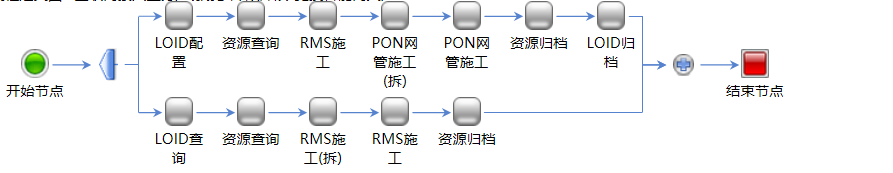 LOID配
置
资源查询
RMS施
工
PON网
管施工
(拆)
PON网
管施工
资源归档
LOID归
档
开始节点
结束节点
LOID查
询
资源查询
RMS施
工(拆)
RMS施
工
资源归档